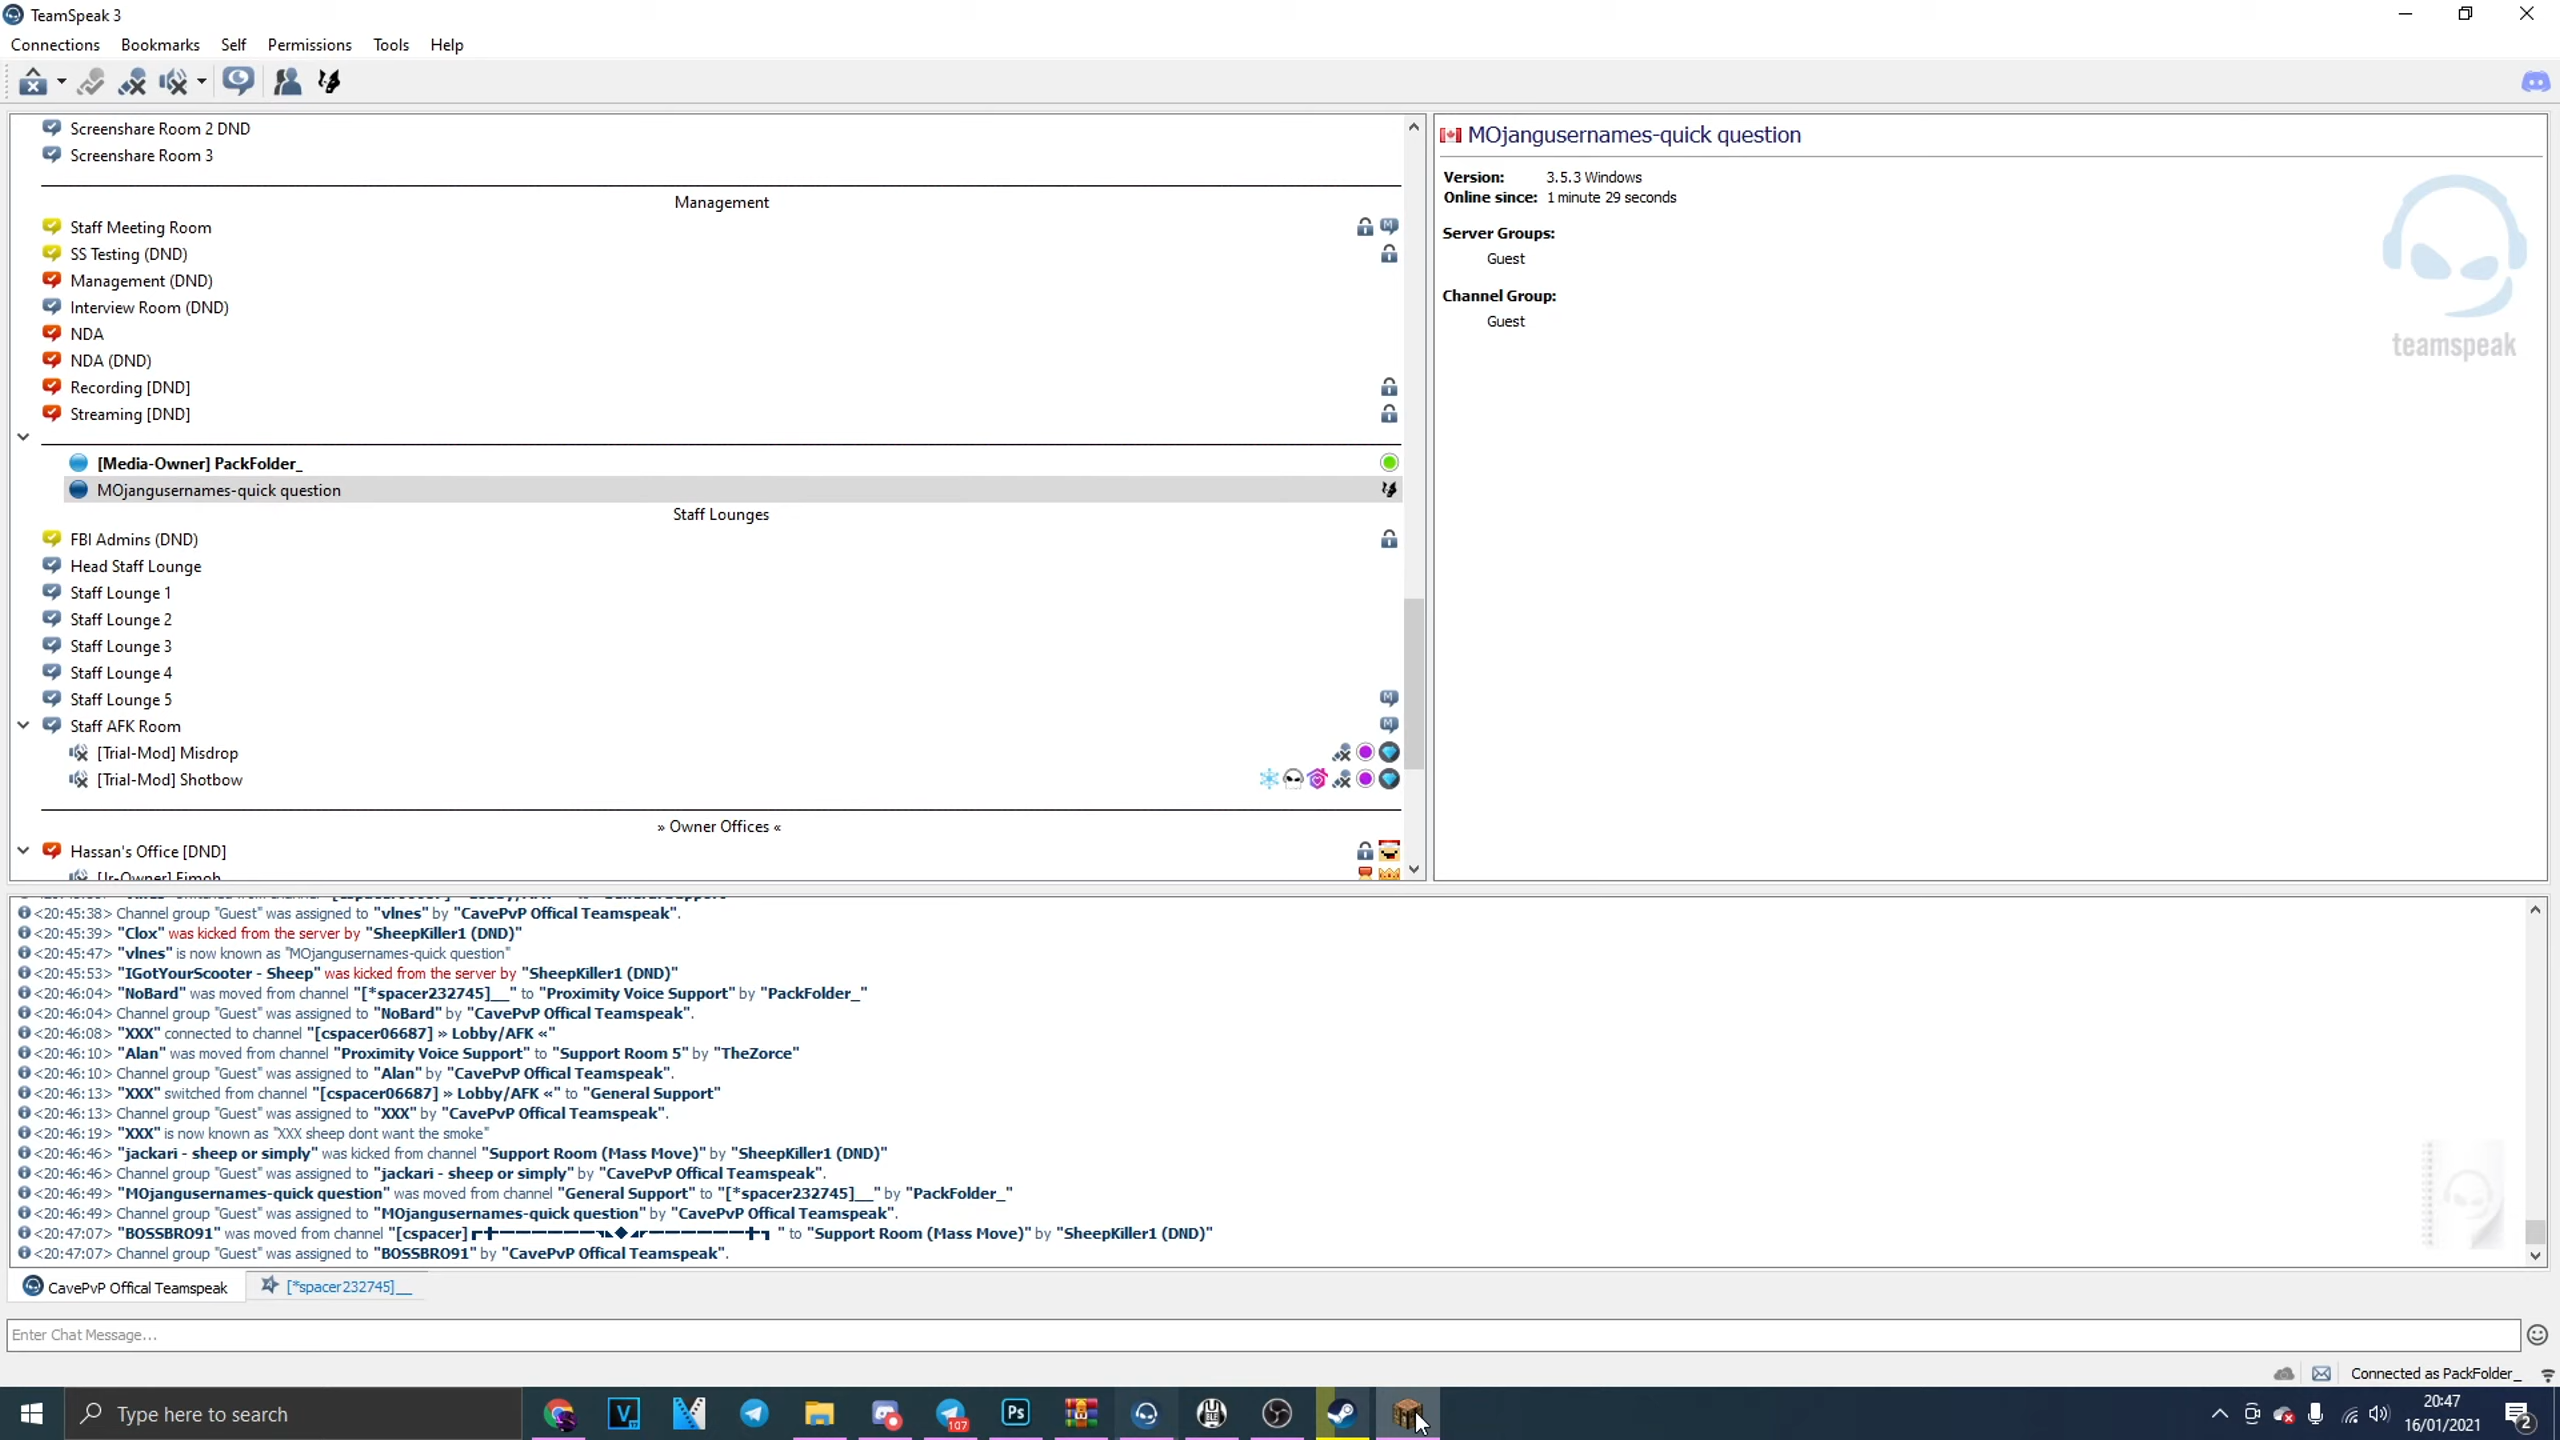 TeamSpeak 3
Connections Bookmarks Self Permissions Tools Help
Screenshare Room 2 DND
Screenshare Room 3
Management
Staff Meeting Room
SS Testing (DND)
Management (DND)
Interview Room (DND)
NDA
NDA (DND)
Recording [DND]
Streaming [DND]
[Media-Owner] PackFolder_
MOjangusernames-quick question
Staff Lounges
FBI Admins (DND)
Head Staff Lounge
Staff Lounge 1
Staff Lounge 2
Staff Lounge 3
Staff Lounge 4
Staff Lounge 5
Staff AFK Room
[Trial-Mod] Misdrop
[Trial-Mod] Shotbow
» Owner Offices «
Hassan's Office [DND]
MOjangusernames-quick question
Version: 3.5.3 Windows
Online since: 1 minute 29 seconds
Server Groups:
Guest
Channel Group:
Guest
teamspeak
<20:45:38> Channel group "Guest" was assigned to "vlnes" by "CavePvP Offical Teamspeak".
<20:45:39> "Clox" was kicked from the server by "SheepKiller1 (DND)"
<20:45:47> "vlnes" is now known as "MOjangusernames-quick question"
<20:45:53> "IGotYourScooter - Sheep" was kicked from the server by "SheepKiller1 (DND)"
<20:46:04> "NoBard" was moved from channel "[*spacer232745]__" to "Proximity Voice Support" by "PackFolder_"
<20:46:04> Channel group "Guest" was assigned to "NoBard" by "CavePvP Offical Teamspeak".
<20:46:08> "XXX" connected to channel "[cspacer06687] » Lobby/AFK «"
<20:46:10> "Alan" was moved from channel "Proximity Voice Support" to "Support Room 5" by "TheZorce"
<20:46:10> Channel group "Guest" was assigned to "Alan" by "CavePvP Offical Teamspeak".
<20:46:13> "XXX" switched from channel "[cspacer06687] » Lobby/AFK «" to "General Support"
<20:46:13> Channel group "Guest" was assigned to "XXX" by "CavePvP Offical Teamspeak".
<20:46:19> "XXX" is now known as "XXX sheep dont want the smoke"
<20:46:46> "jackari - sheep or simply" was kicked from channel "Support Room (Mass Move)" by "SheepKiller1 (DND)"
<20:46:46> Channel group "Guest" was assigned to "jackari - sheep or simply" by "CavePvP Offical Teamspeak".
<20:46:49> "MOjangusernames-quick question" was moved from channel "General Support" to "[*spacer232745]__" by "PackFolder_"
<20:46:49> Channel group "Guest" was assigned to "MOjangusernames-quick question" by "CavePvP Offical Teamspeak".
<20:47:07> "BOSSBRO91" was moved from channel "[cspacer]┏╋━━━━━━━━◥◣◆◢◤━━━━━━━━╋┓ " to "Support Room (Mass Move)" by "SheepKiller1 (DND)"
<20:47:07> Channel group "Guest" was assigned to "BOSSBRO91" by "CavePvP Offical Teamspeak".
CavePvP Offical Teamspeak [*spacer232745]__
Enter Chat Message...
Connected as PackFolder_
Type here to search
V
Ps
107
20:47
16/01/2021
2